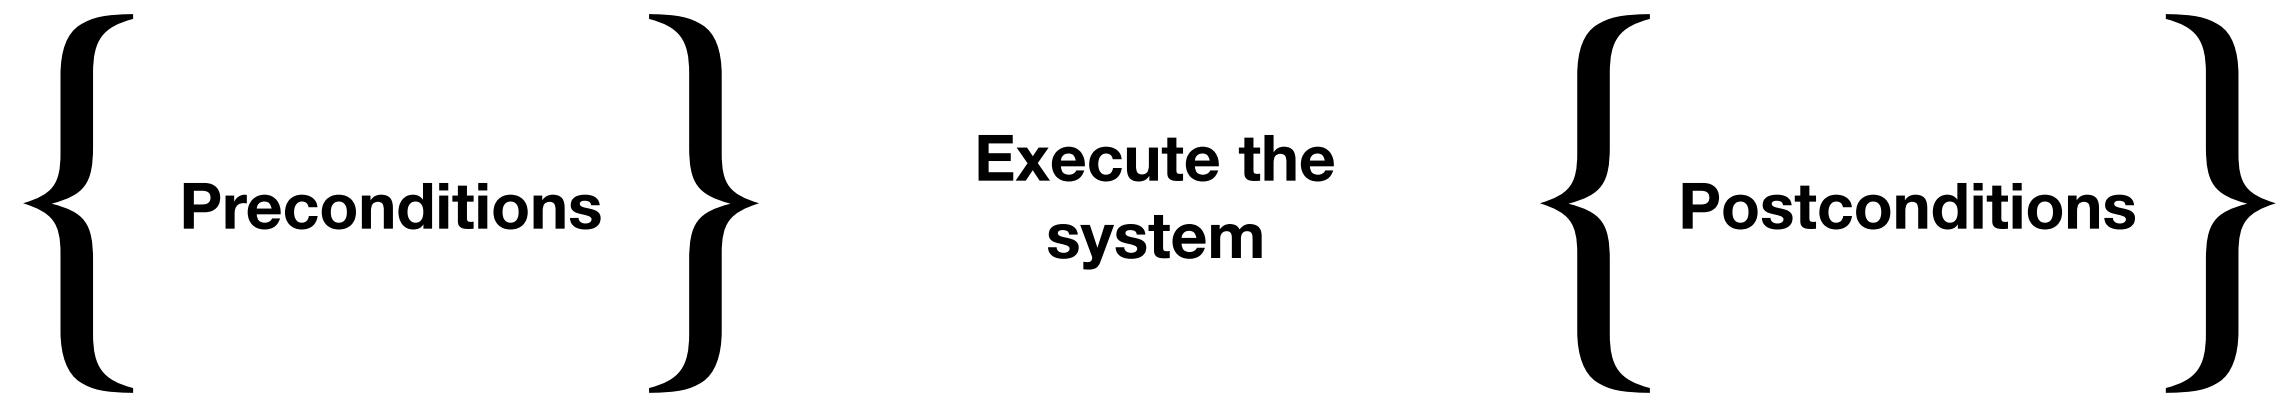 { Preconditions } Execute the system { Postconditions }